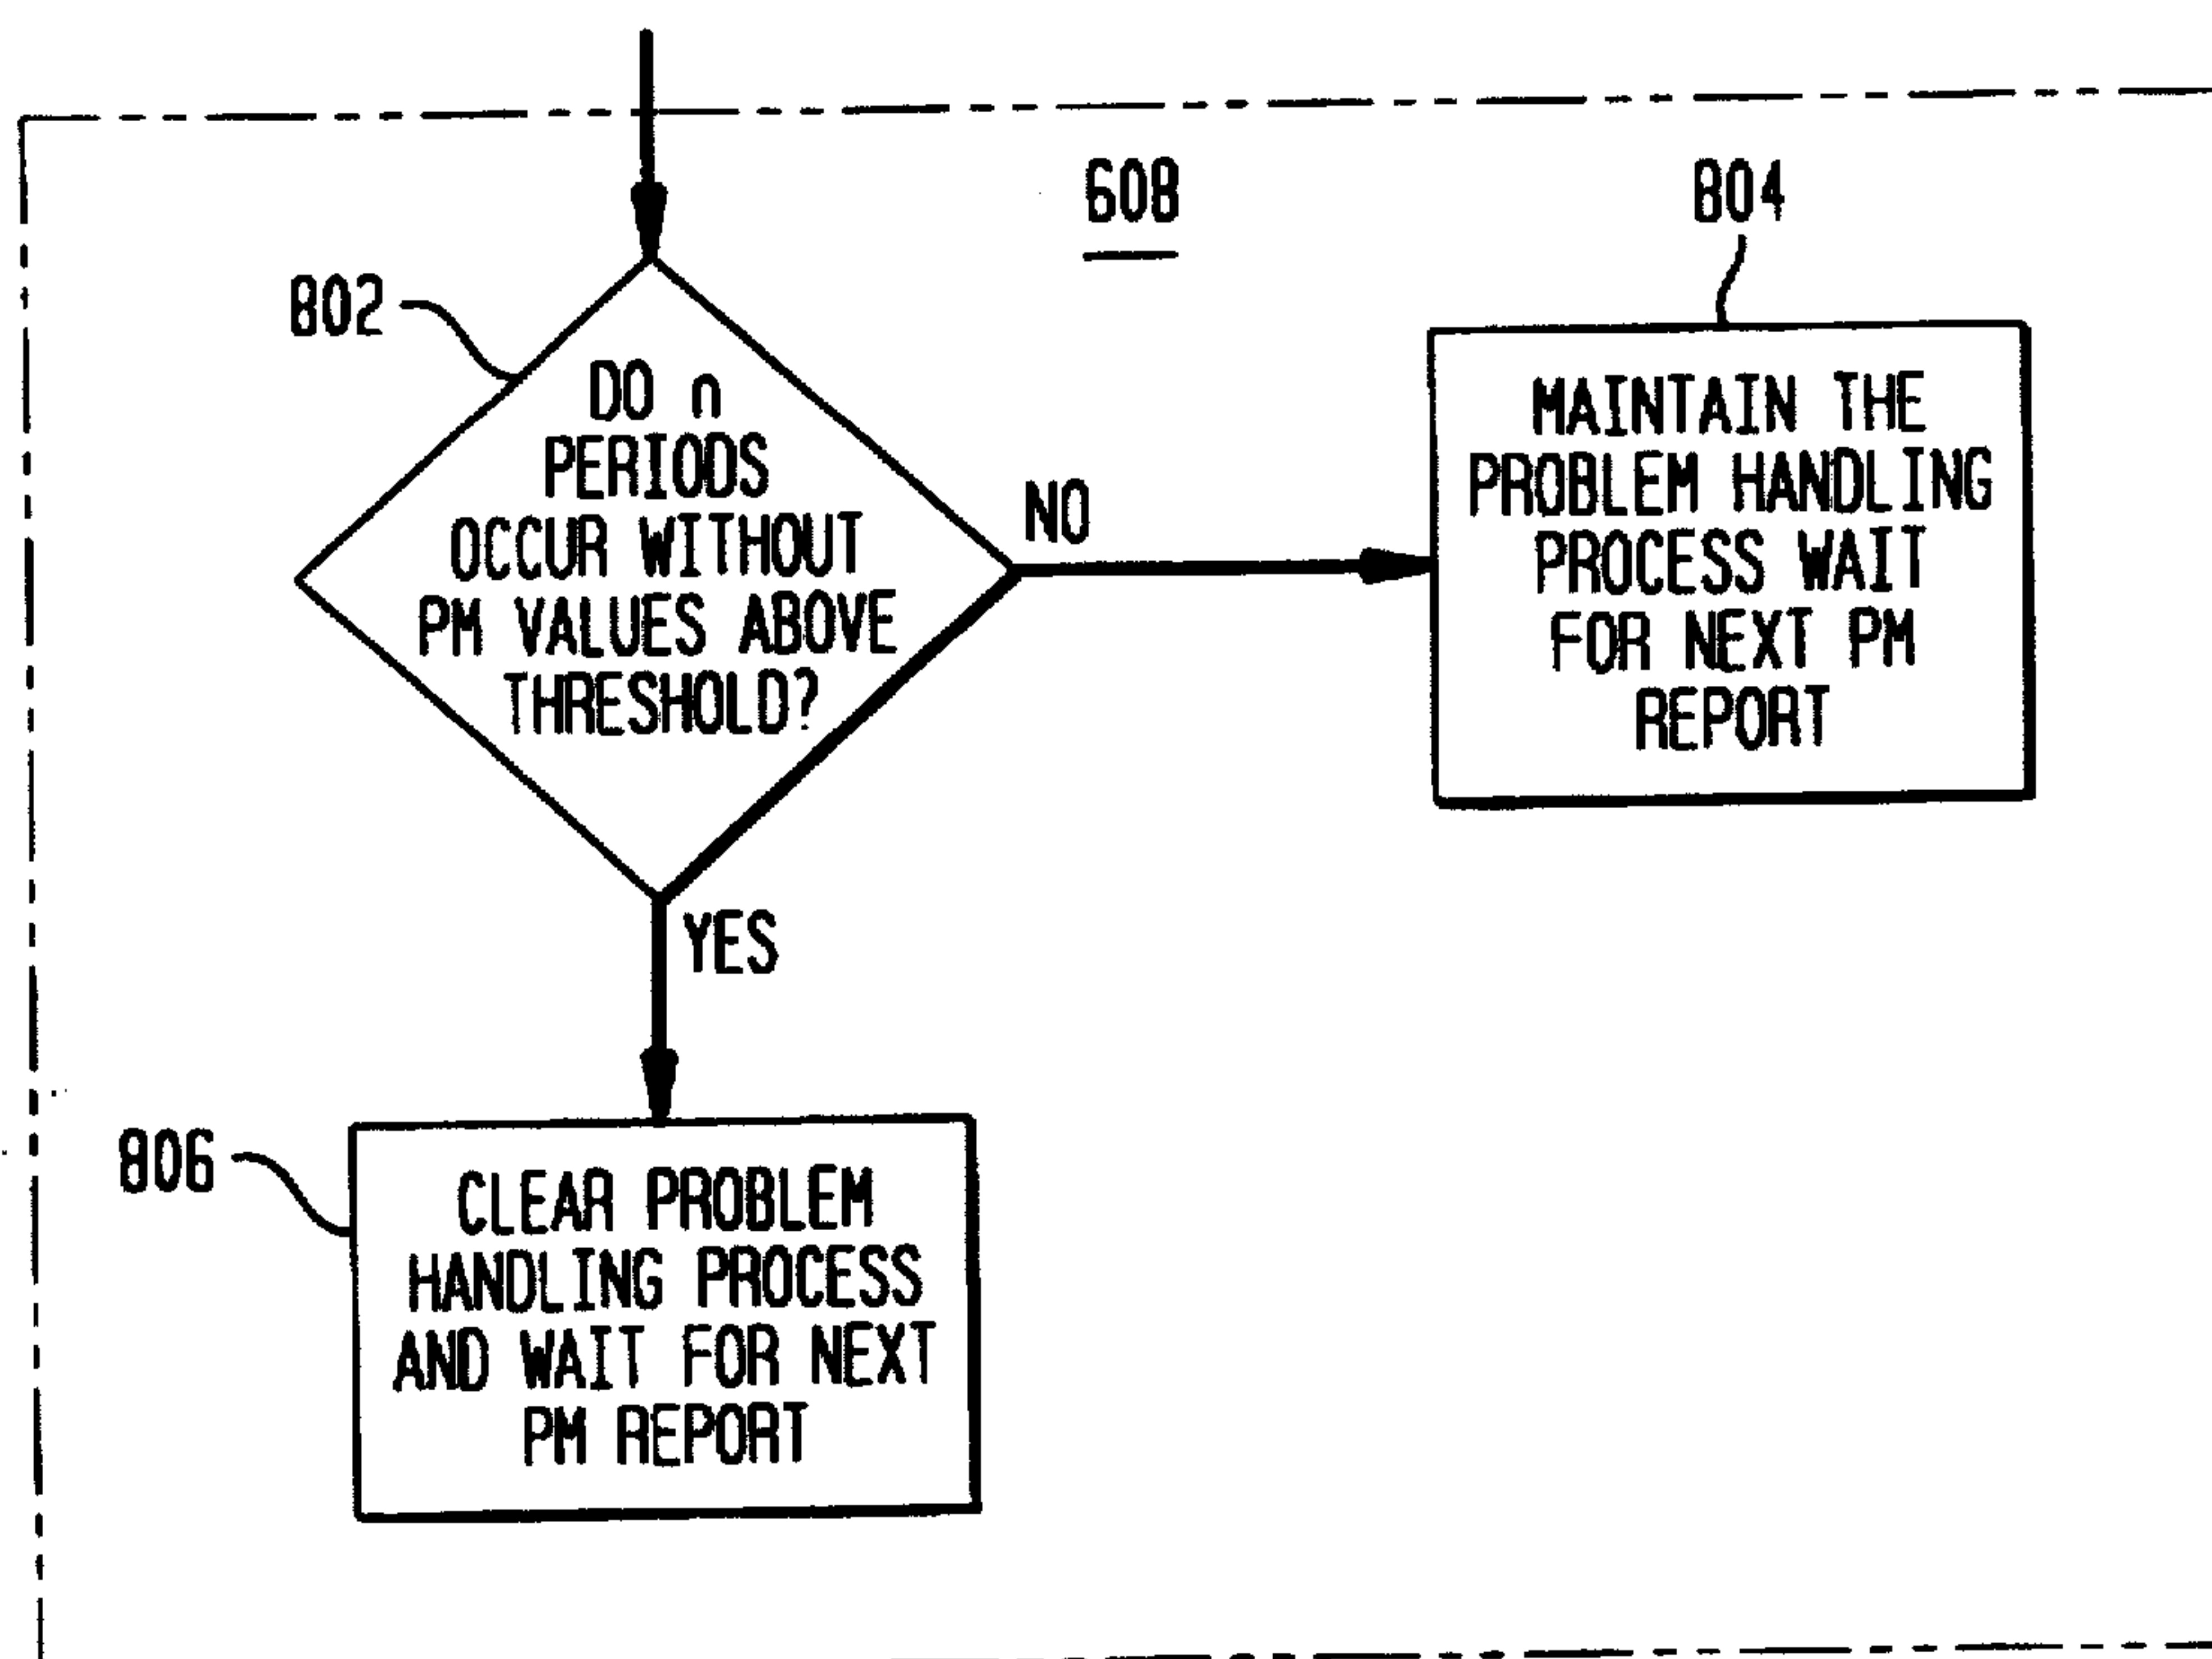 608
804
802
DO n
PERIODS
OCCUR WITHOUT
PM VALUES ABOVE
THRESHOLD?
NO
MAINTAIN THE
PROBLEM HANDLING
PROCESS WAIT
FOR NEXT PM
REPORT
YES
806
CLEAR PROBLEM
HANDLING PROCESS
AND WAIT FOR NEXT
PM REPORT